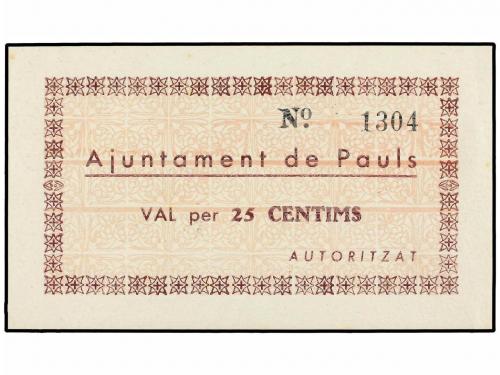 Nº 1304
Ajuntament de Pauls
VAL per 25 CENTIMS
AUTORITZAT